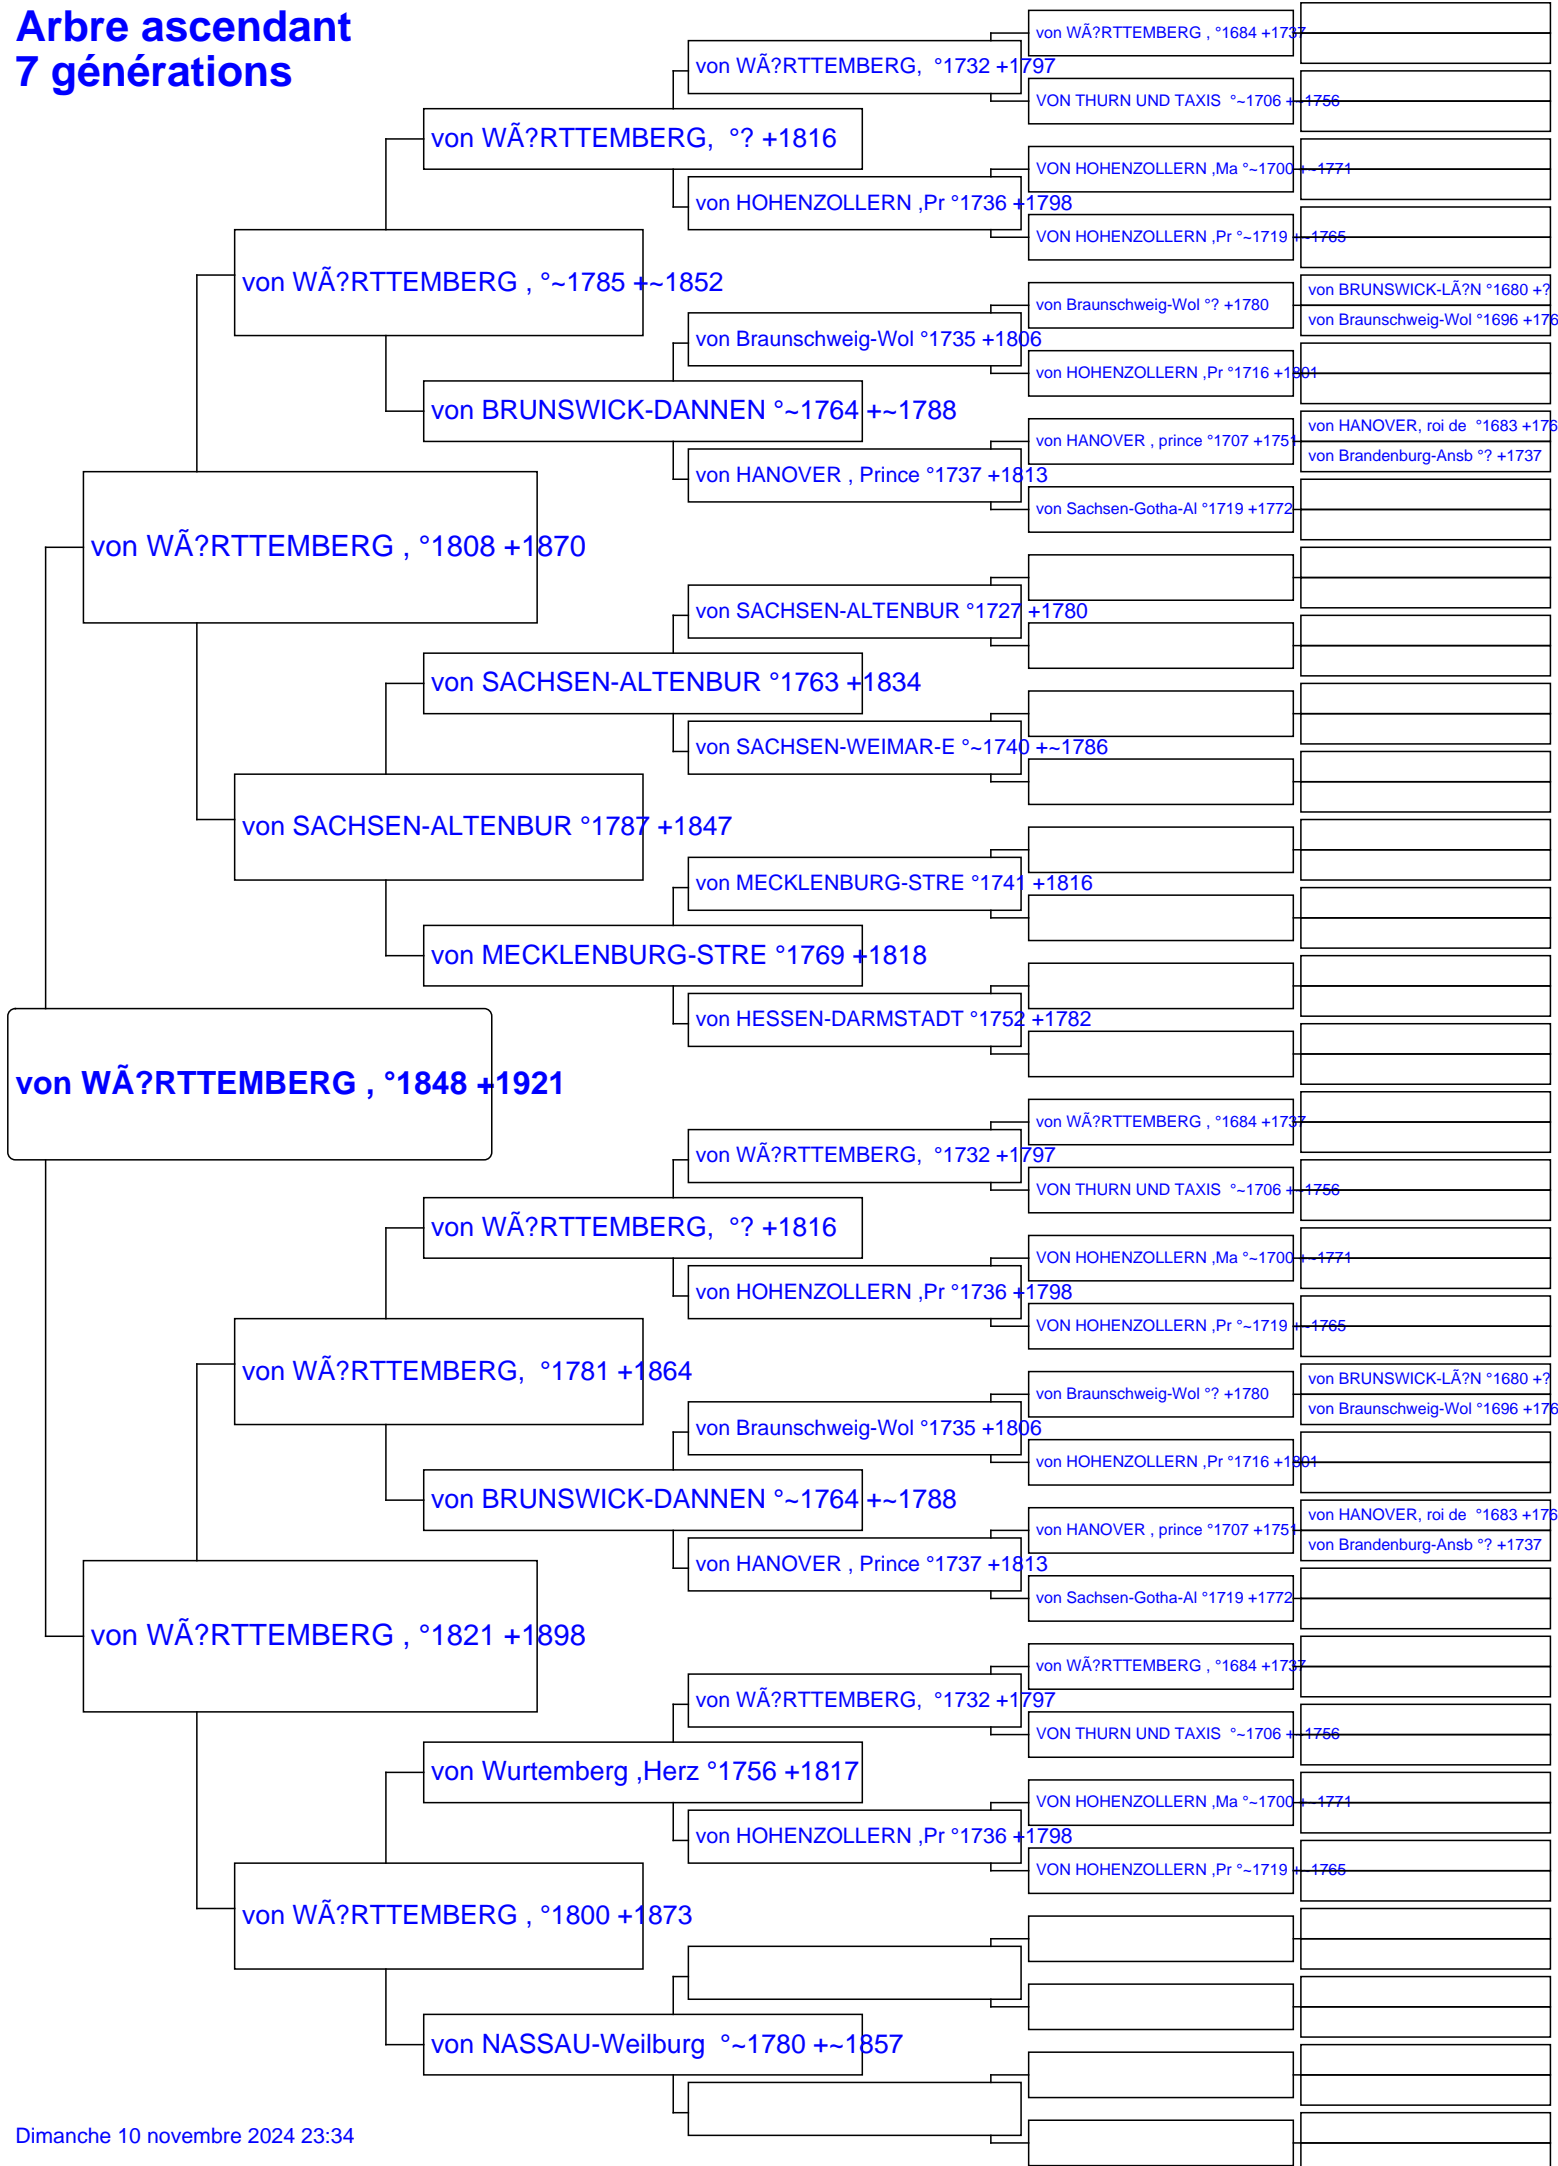 Arbre ascendant
7 générations
von WÃ?RTTEMBERG , °1684 +1737
von WÃ?RTTEMBERG, °1732 +1797
VON THURN UND TAXIS °~1706 +~1756
von WÃ?RTTEMBERG, °? +1816
VON HOHENZOLLERN ,Ma °~1700 +~1771
von HOHENZOLLERN ,Pr °1736 +1798
VON HOHENZOLLERN ,Pr °~1719 +~1765
von WÃ?RTTEMBERG , °~1785 +~1852
von BRUNSWICK-LÃ?N °1680 +?
von Braunschweig-Wol °? +1780
von Braunschweig-Wol °1696 +176
von Braunschweig-Wol °1735 +1806
von HOHENZOLLERN ,Pr °1716 +1801
von BRUNSWICK-DANNEN °~1764 +~1788
von HANOVER, roi de °1683 +176
von HANOVER , prince °1707 +1751
von Brandenburg-Ansb °? +1737
von HANOVER , Prince °1737 +1813
von Sachsen-Gotha-Al °1719 +1772
von WÃ?RTTEMBERG , °1808 +1870
von SACHSEN-ALTENBUR °1727 +1780
von SACHSEN-ALTENBUR °1763 +1834
von SACHSEN-WEIMAR-E °~1740 +~1786
von SACHSEN-ALTENBUR °1787 +1847
von MECKLENBURG-STRE °1741 +1816
von MECKLENBURG-STRE °1769 +1818
von HESSEN-DARMSTADT °1752 +1782
von WÃ?RTTEMBERG , °1848 +1921
von WÃ?RTTEMBERG , °1684 +1737
von WÃ?RTTEMBERG, °1732 +1797
VON THURN UND TAXIS °~1706 +~1756
von WÃ?RTTEMBERG, °? +1816
VON HOHENZOLLERN ,Ma °~1700 +~1771
von HOHENZOLLERN ,Pr °1736 +1798
VON HOHENZOLLERN ,Pr °~1719 +~1765
von WÃ?RTTEMBERG, °1781 +1864
von BRUNSWICK-LÃ?N °1680 +?
von Braunschweig-Wol °? +1780
von Braunschweig-Wol °1696 +176
von Braunschweig-Wol °1735 +1806
von HOHENZOLLERN ,Pr °1716 +1801
von BRUNSWICK-DANNEN °~1764 +~1788
von HANOVER, roi de °1683 +176
von HANOVER , prince °1707 +1751
von Brandenburg-Ansb °? +1737
von HANOVER , Prince °1737 +1813
von Sachsen-Gotha-Al °1719 +1772
von WÃ?RTTEMBERG , °1821 +1898
von WÃ?RTTEMBERG , °1684 +1737
von WÃ?RTTEMBERG, °1732 +1797
VON THURN UND TAXIS °~1706 +~1756
von Wurtemberg ,Herz °1756 +1817
VON HOHENZOLLERN ,Ma °~1700 +~1771
von HOHENZOLLERN ,Pr °1736 +1798
VON HOHENZOLLERN ,Pr °~1719 +~1765
von WÃ?RTTEMBERG , °1800 +1873
von NASSAU-Weilburg °~1780 +~1857
Dimanche 10 novembre 2024 23:34